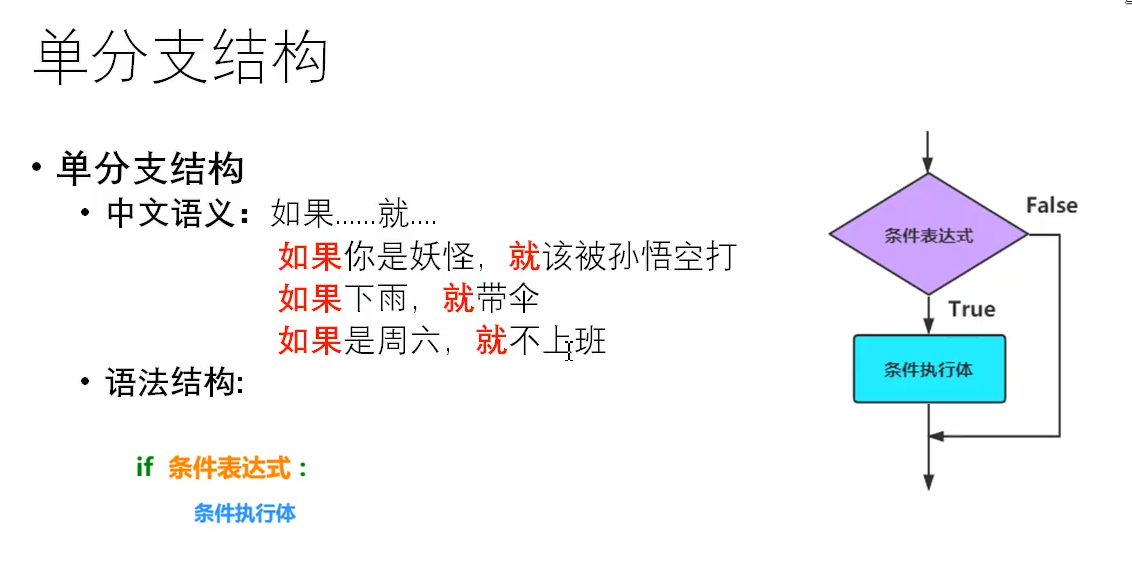 单分支结构
• 单分支结构
• 中文语义：如果......就....
如果你是妖怪，就该被孙悟空打
如果下雨，就带伞
如果是周六，就不上班
• 语法结构:
if 条件表达式：
条件执行体
条件表达式
False
True
条件执行体